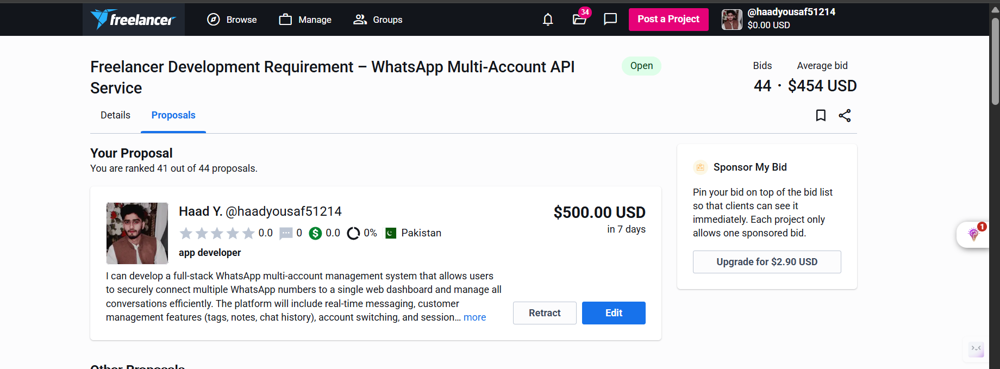 freelancer
Browse
Manage
Groups
34
Post a Project
@haadyousaf51214
$0.00 USD
Freelancer Development Requirement – WhatsApp Multi-Account API
Service
Open
Bids
Average bid
44 · $454 USD
Details
Proposals
Your Proposal
You are ranked 41 out of 44 proposals.
Haad Y. @haadyousaf51214
0.0
0
$
0.0
0%
Pakistan
app developer
$500.00 USD
in 7 days
I can develop a full-stack WhatsApp multi-account management system that allows users
to securely connect multiple WhatsApp numbers to a single web dashboard and manage all
conversations efficiently. The platform will include real-time messaging, customer
management features (tags, notes, chat history), account switching, and session... more
Retract
Edit
Sponsor My Bid
Pin your bid on top of the bid list
so that clients can see it
immediately. Each project only
allows one sponsored bid.
Upgrade for $2.90 USD
1
Other Proposals